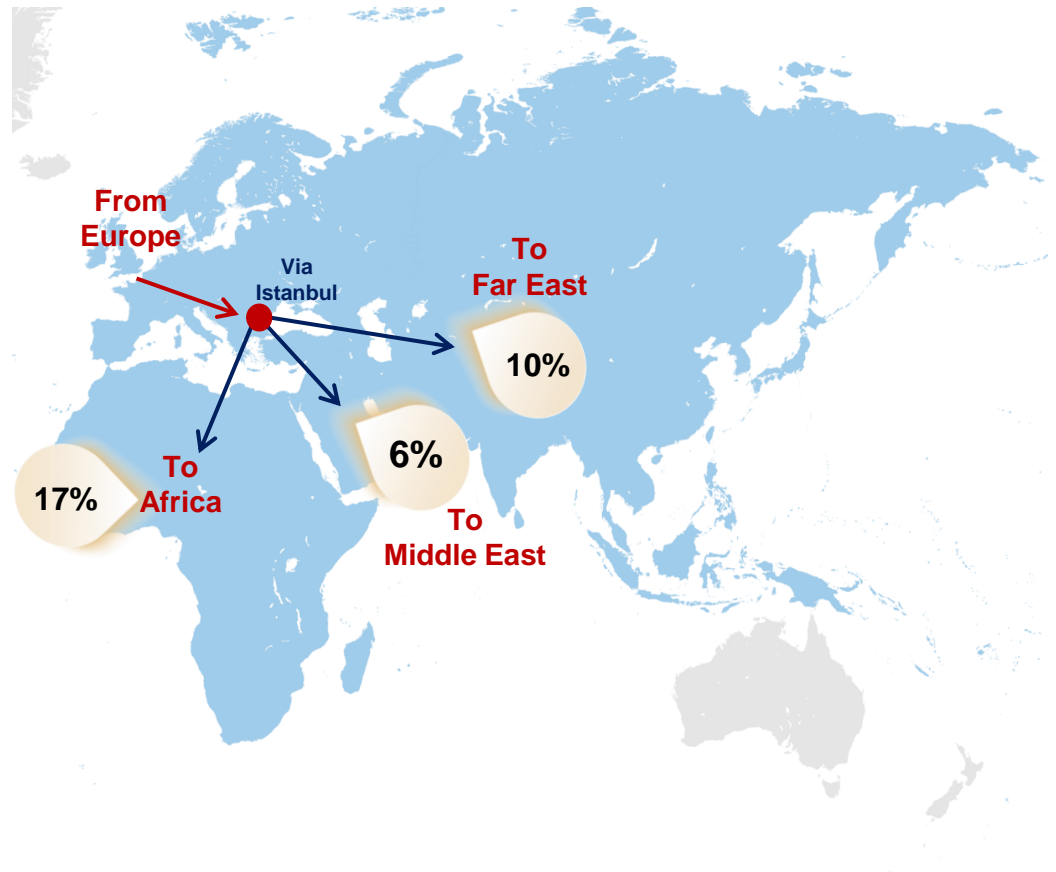 From
Europe
Via
Istanbul
To
Far East
10%
6%
To
Middle East
To
Africa
17%